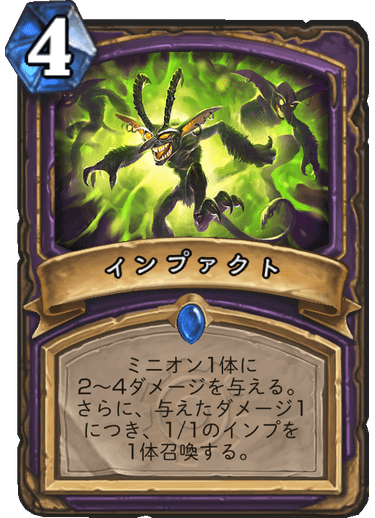 4
インプァクト
ミニオン1体に
2~4ダメージを与える。
さらに、与えたダメージ1
につき、1/1のインプを
1体召喚する。